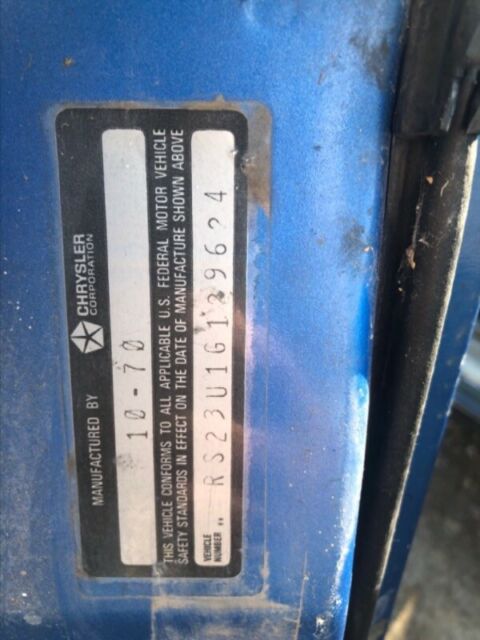 MANUFACTURED BY CHRYSLER
CORPORATION
10-70
THIS VEHICLE CONFORMS TO ALL APPLICABLE U.S. FEDERAL MOTOR VEHICLE
SAFETY STANDARDS IN EFFECT ON THE DATE OF MANUFACTURE SHOWN ABOVE
VEHICLE
NUMBER